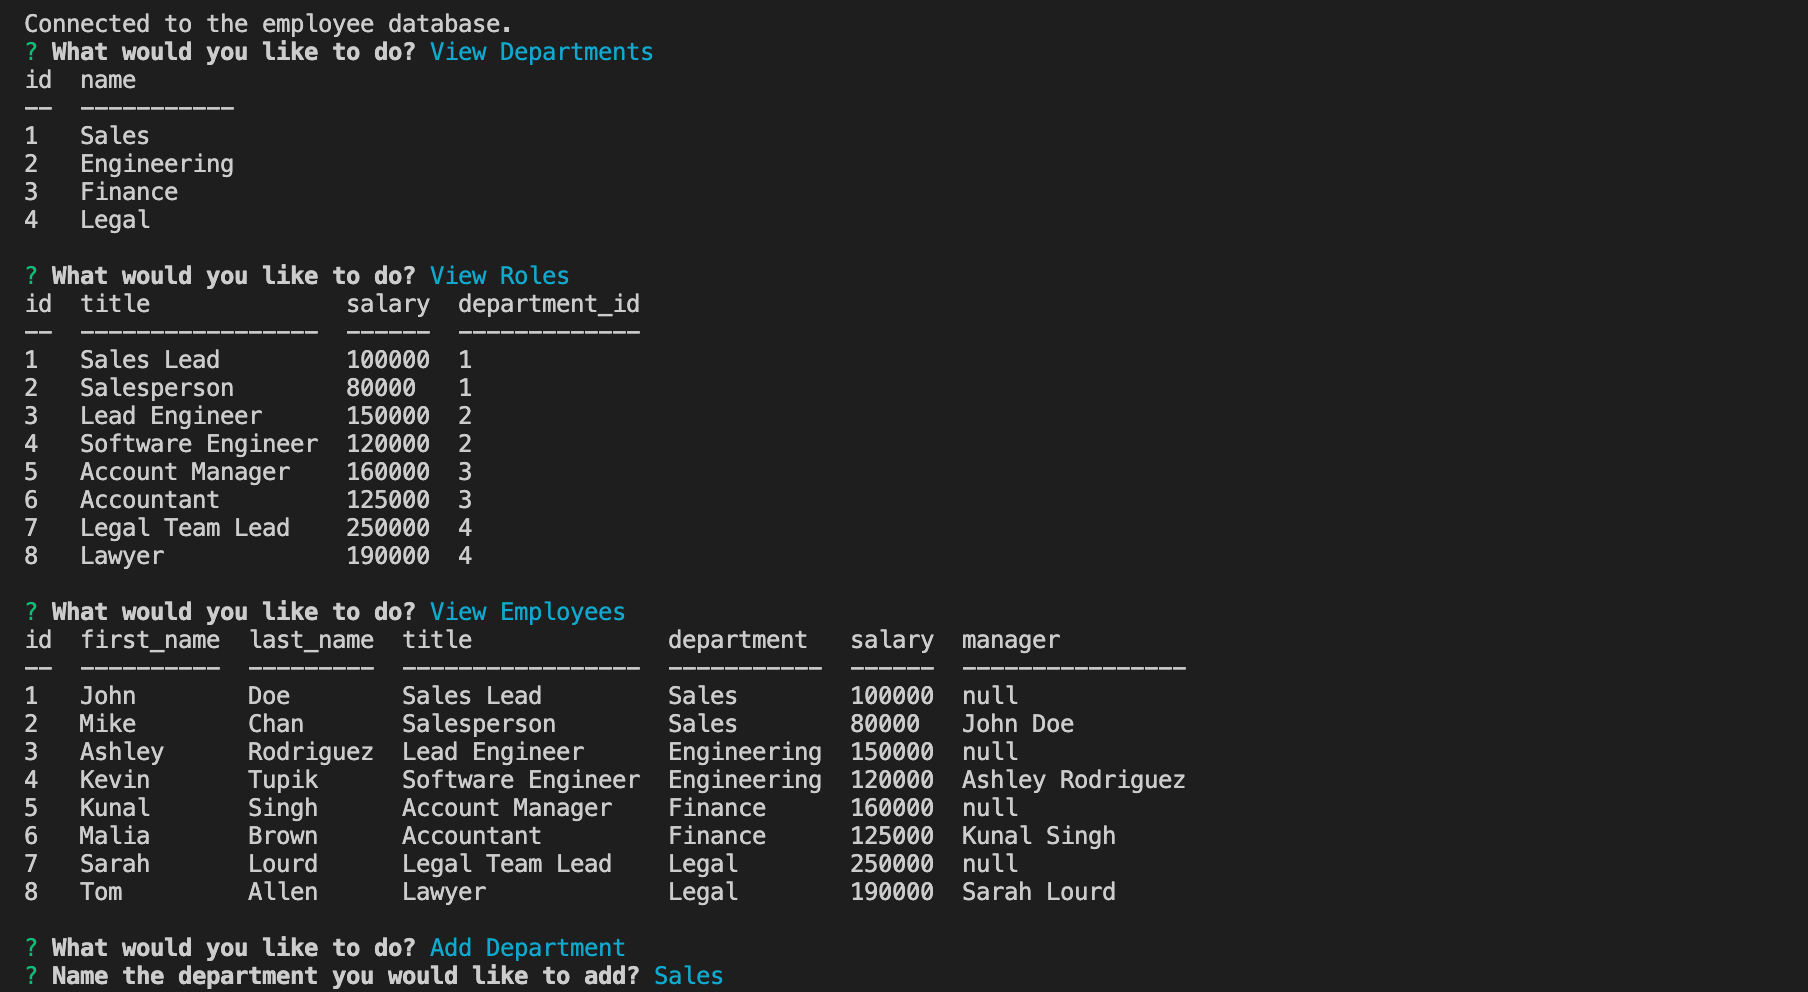 Connected to the employee database.
? What would you like to do? View Departments
id  name
--  -----------
1   Sales
2   Engineering
3   Finance
4   Legal

? What would you like to do? View Roles
id  title              salary  department_id
--  -----------------  ------  -------------
1   Sales Lead         100000  1
2   Salesperson        80000   1
3   Lead Engineer      150000  2
4   Software Engineer  120000  2
5   Account Manager    160000  3
6   Accountant         125000  3
7   Legal Team Lead    250000  4
8   Lawyer             190000  4

? What would you like to do? View Employees
id  first_name  last_name  title              department   salary  manager
--  ----------  ---------  -----------------  -----------  ------  ----------------
1   John        Doe        Sales Lead         Sales        100000  null
2   Mike        Chan       Salesperson        Sales        80000   John Doe
3   Ashley      Rodriguez  Lead Engineer      Engineering  150000  null
4   Kevin       Tupik      Software Engineer  Engineering  120000  Ashley Rodriguez
5   Kunal       Singh      Account Manager    Finance      160000  null
6   Malia       Brown      Accountant         Finance      125000  Kunal Singh
7   Sarah       Lourd      Legal Team Lead    Legal        250000  null
8   Tom         Allen      Lawyer             Legal        190000  Sarah Lourd

? What would you like to do? Add Department
? Name the department you would like to add? Sales